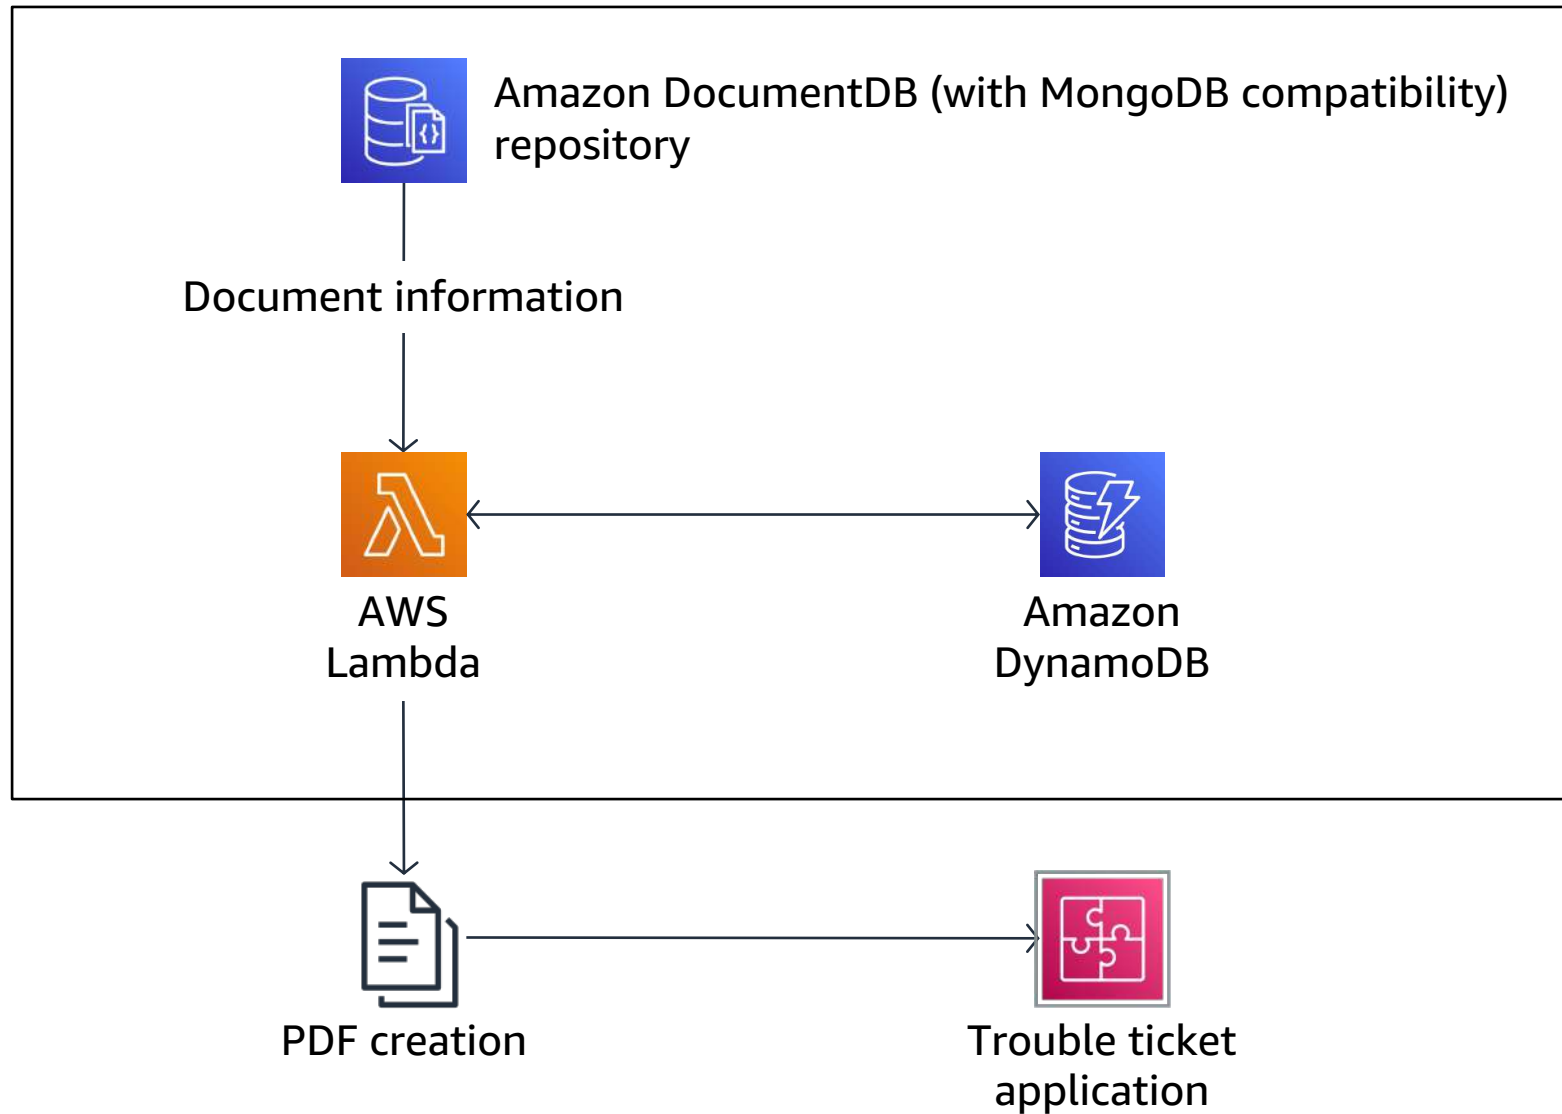 Amazon DocumentDB (with MongoDB compatibility)
repository
Document information
AWS
Lambda
Amazon
DynamoDB
PDF creation
Trouble ticket
application